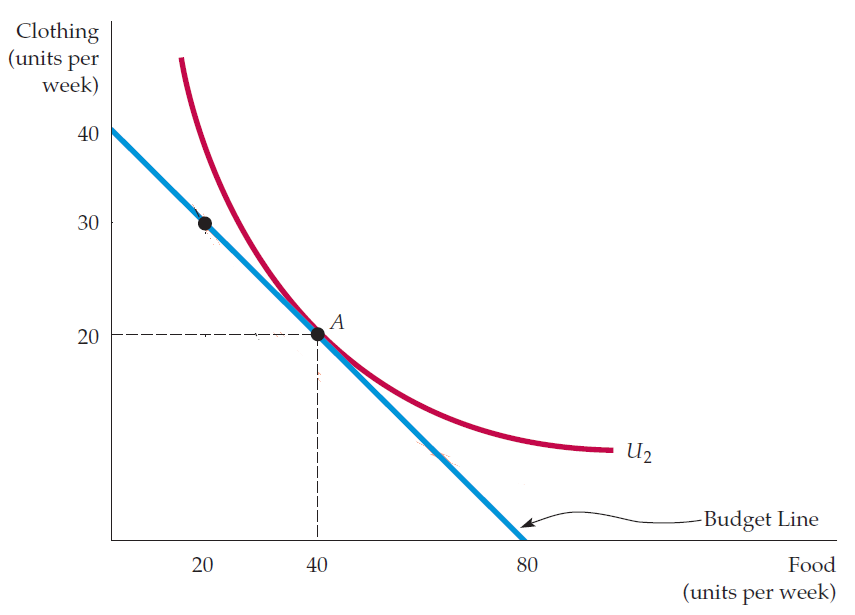 Clothing
(units per
week)
40
30
20
A
U2
Budget Line
20
40
80
Food
(units per week)